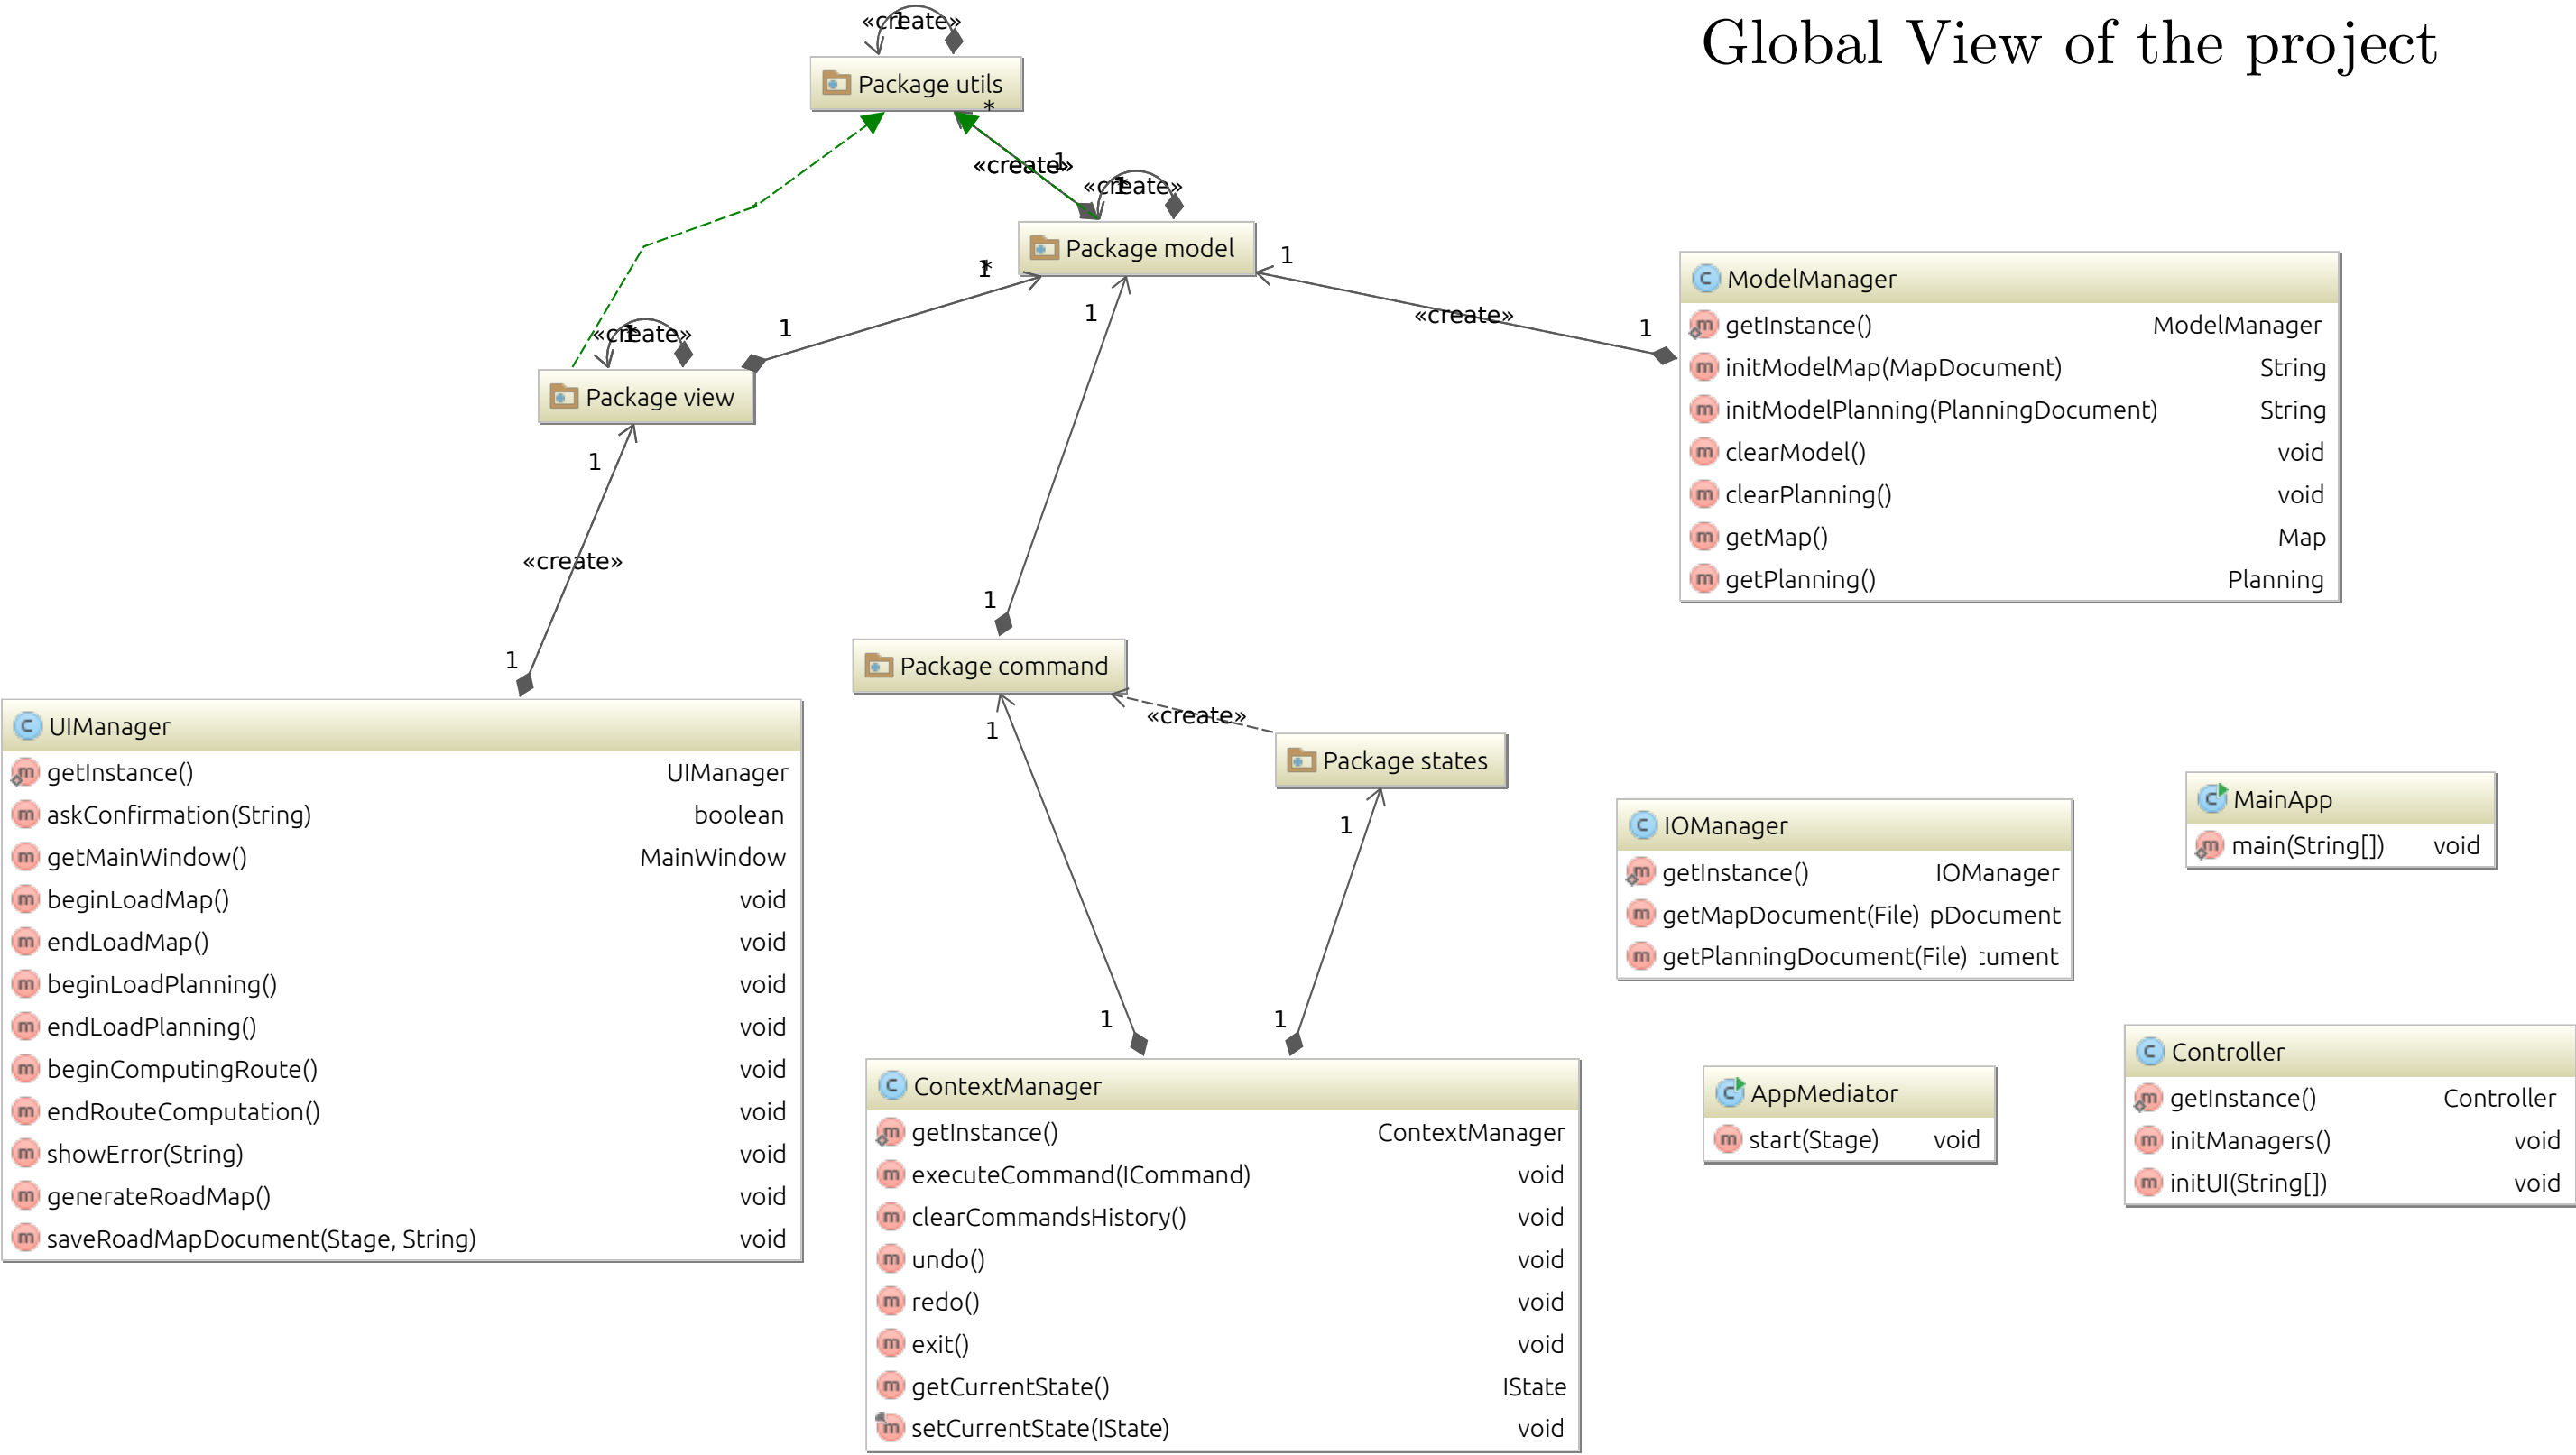 Global View of the project
«create»
1
Package utils
*
«create»
1
«create»
1
Package model
1
*
1
1
1
«create»
1
«create»
1
Package view
1
«create»
1
1
Package command
1
«create»
Package states
1
1
1
ModelManager
getInstance() ModelManager
initModelMap(MapDocument) String
initModelPlanning(PlanningDocument) String
clearModel() void
clearPlanning() void
getMap() Map
getPlanning() Planning
UIManager
getInstance() UIManager
askConfirmation(String) boolean
getMainWindow() MainWindow
beginLoadMap() void
endLoadMap() void
beginLoadPlanning() void
endLoadPlanning() void
beginComputingRoute() void
endRouteComputation() void
showError(String) void
generateRoadMap() void
saveRoadMapDocument(Stage, String) void
ContextManager
getInstance() ContextManager
executeCommand(ICommand) void
clearCommandsHistory() void
undo() void
redo() void
exit() void
getCurrentState() IState
setCurrentState(IState) void
IOManager
getInstance() IOManager
getMapDocument(File) pDocument
getPlanningDocument(File) cument
MainApp
main(String[]) void
AppMediator
start(Stage) void
Controller
getInstance() Controller
initManagers() void
initUI(String[]) void